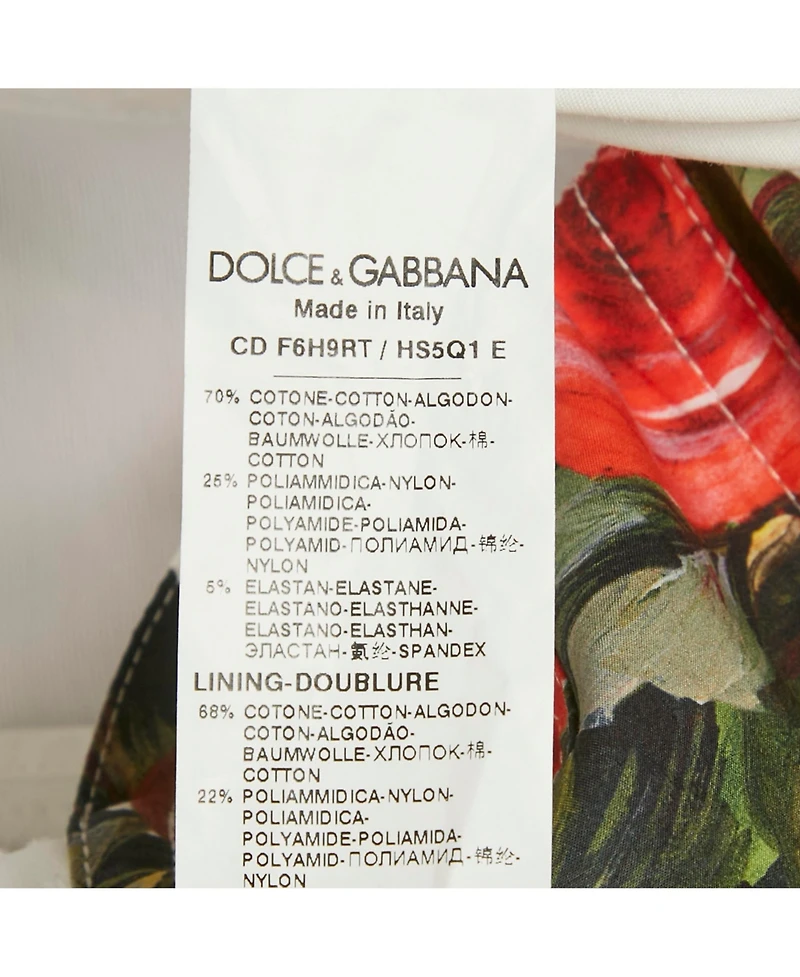 DOLCE & GABBANA
Made in Italy
CD F6H9RT / HS5Q1 E
70% COTONE-COTTON-ALGODON-
COTON-ALGODÃO-
BAUMWOLLE-ХЛОПОК-棉-
COTTON
25% POLIAMMIDICA-NYLON-
POLIAMIDICA-
POLYAMIDE-POLIAMIDA-
POLYAMID-ПОЛИАМИД-锦纶-
NYLON
5% ELASTAN-ELASTANE-
ELASTANO-ELASTHANNE-
ELASTANO-ELASTHAN-
ЭЛАСТАН-氨纶-SPANDEX
LINING-DOUBLURE
68% COTONE-COTTON-ALGODON-
COTON-ALGODÃO-
BAUMWOLLE-ХЛОПОК-棉-
COTTON
22% POLIAMMIDICA-NYLON-
POLIAMIDICA-
POLYAMIDE-POLIAMIDA-
POLYAMID-ПОЛИАМИД-锦纶-
NYLON